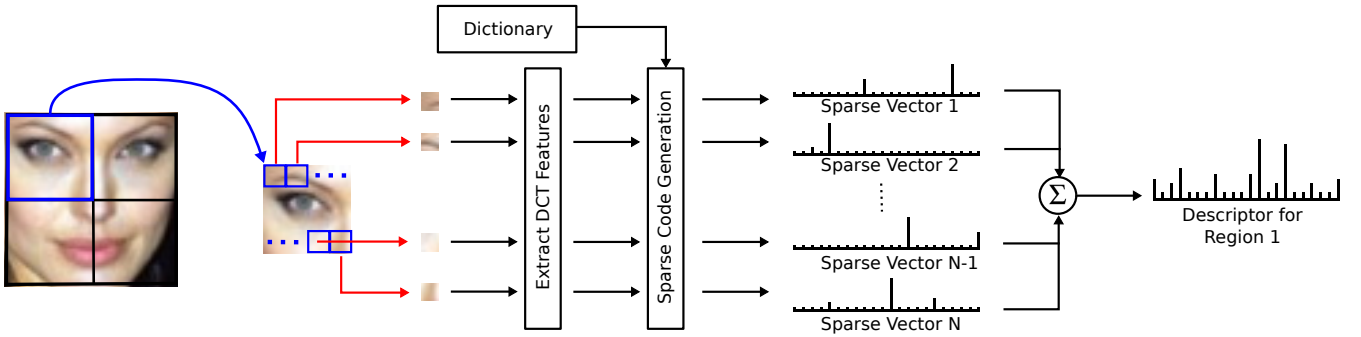 Dictionary
Extract DCT Features
Sparse Code Generation
Sparse Vector 1
Sparse Vector 2
Sparse Vector N-1
Sparse Vector N
Σ
Descriptor for
Region 1